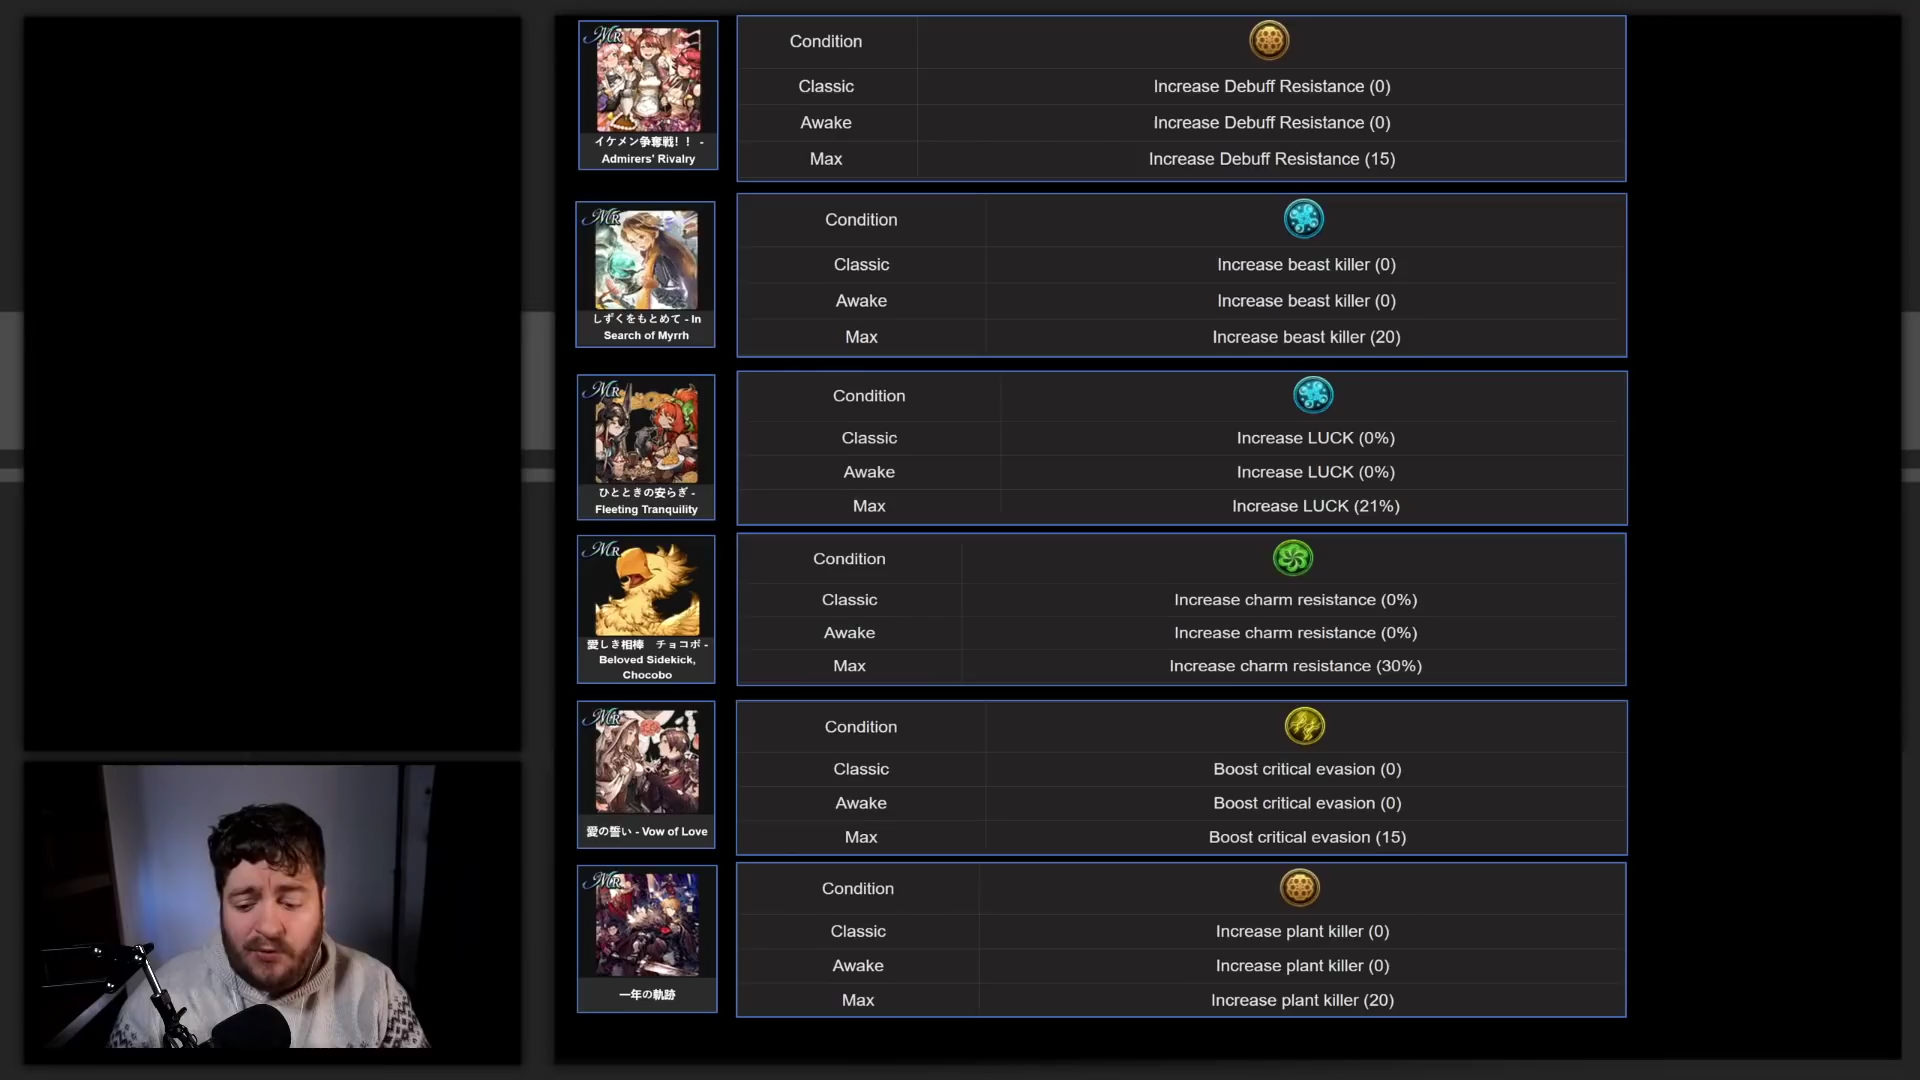 MR
イケメン争奪戦！！ -
Admirers' Rivalry
Condition
Classic
Increase Debuff Resistance (0)
Awake
Increase Debuff Resistance (0)
Max
Increase Debuff Resistance (15)
MR
しずくをもとめて - In
Search of Myrrh
Condition
Classic
Increase beast killer (0)
Awake
Increase beast killer (0)
Max
Increase beast killer (20)
MR
ひとときの安らぎ -
Fleeting Tranquility
Condition
Classic
Increase LUCK (0%)
Awake
Increase LUCK (0%)
Max
Increase LUCK (21%)
MR
愛しき相棒　チョコボ -
Beloved Sidekick,
Chocobo
Condition
Classic
Increase charm resistance (0%)
Awake
Increase charm resistance (0%)
Max
Increase charm resistance (30%)
MR
愛の誓い - Vow of Love
Condition
Classic
Boost critical evasion (0)
Awake
Boost critical evasion (0)
Max
Boost critical evasion (15)
MR
一年の軌跡
Condition
Classic
Increase plant killer (0)
Awake
Increase plant killer (0)
Max
Increase plant killer (20)